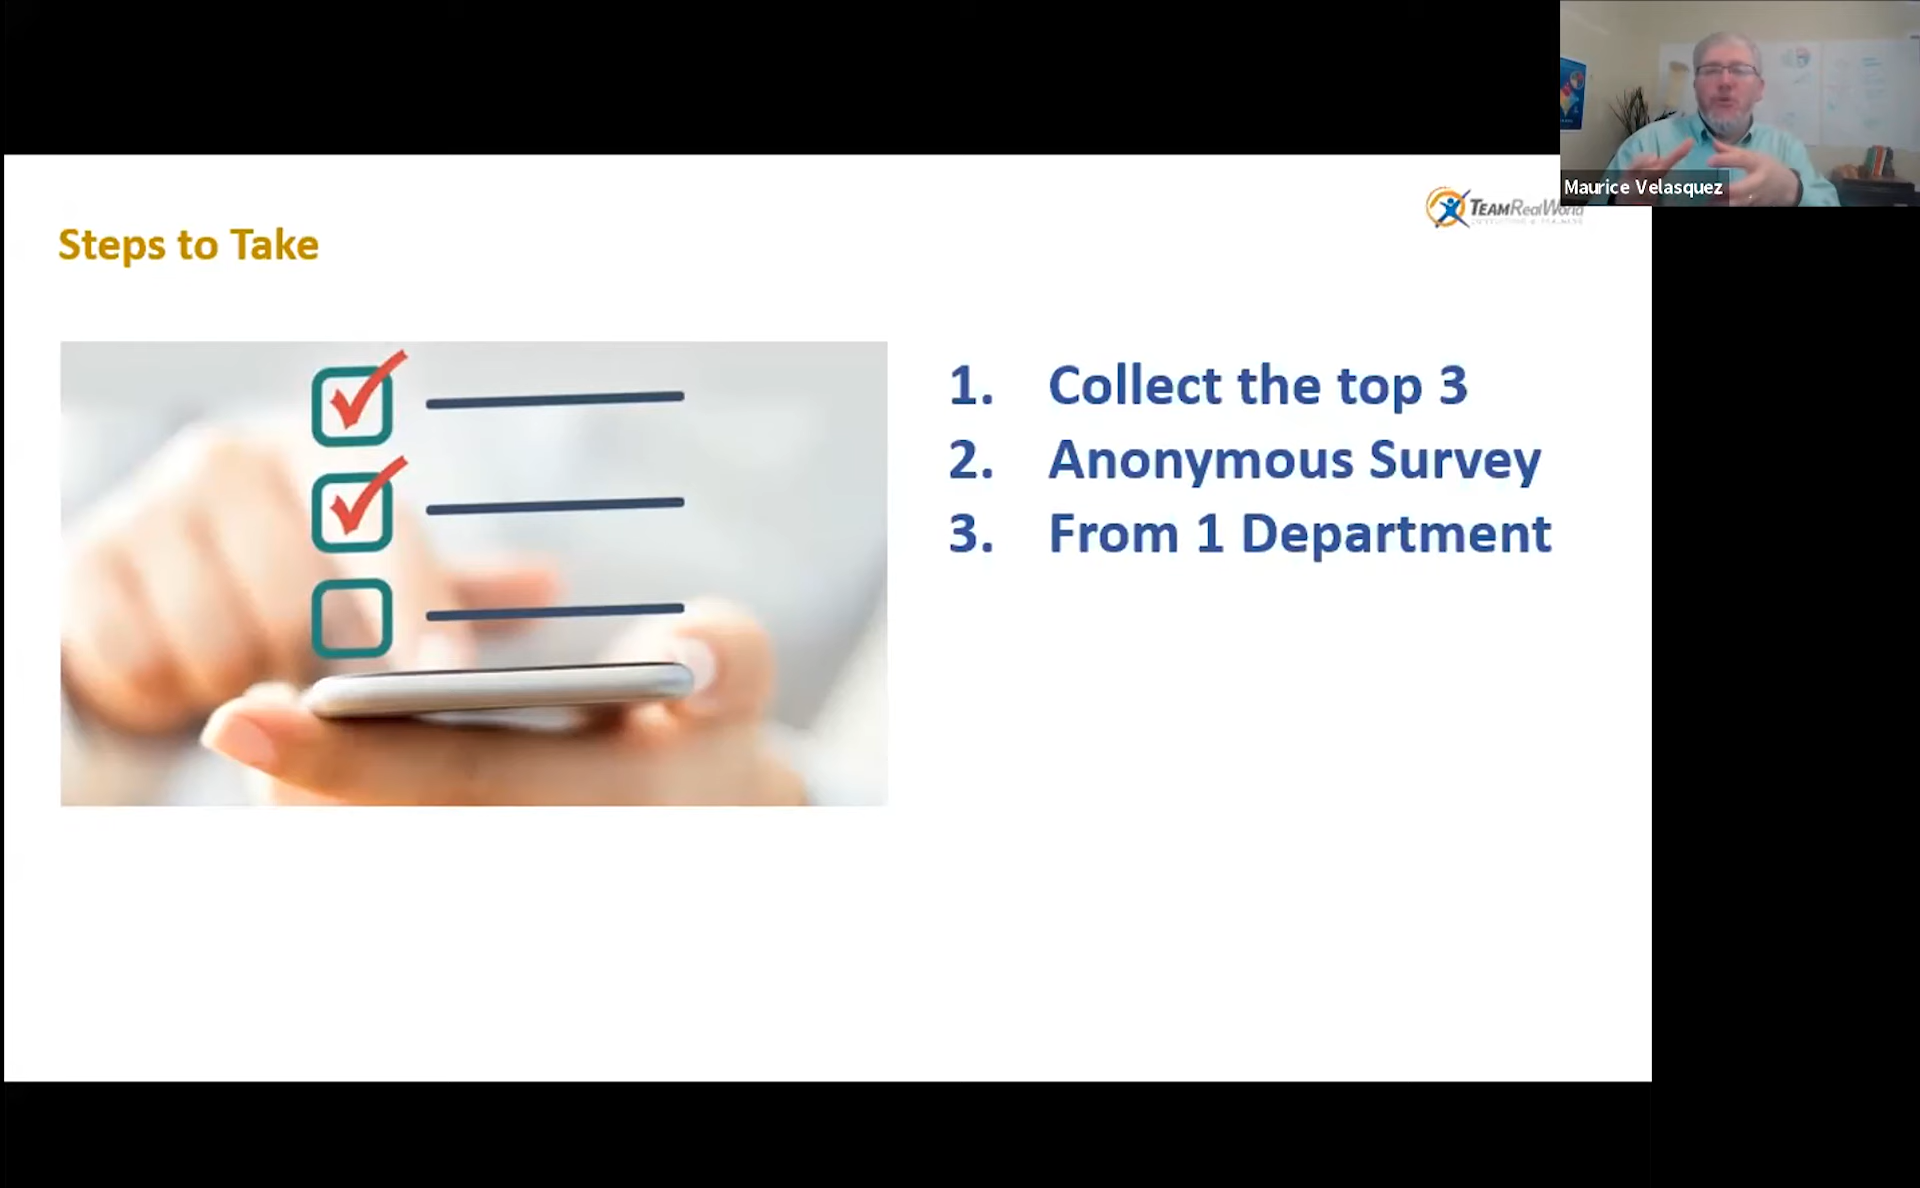 Maurice Velasquez
TEAMRealWorld
Steps to Take
1. Collect the top 3
2. Anonymous Survey
3. From 1 Department